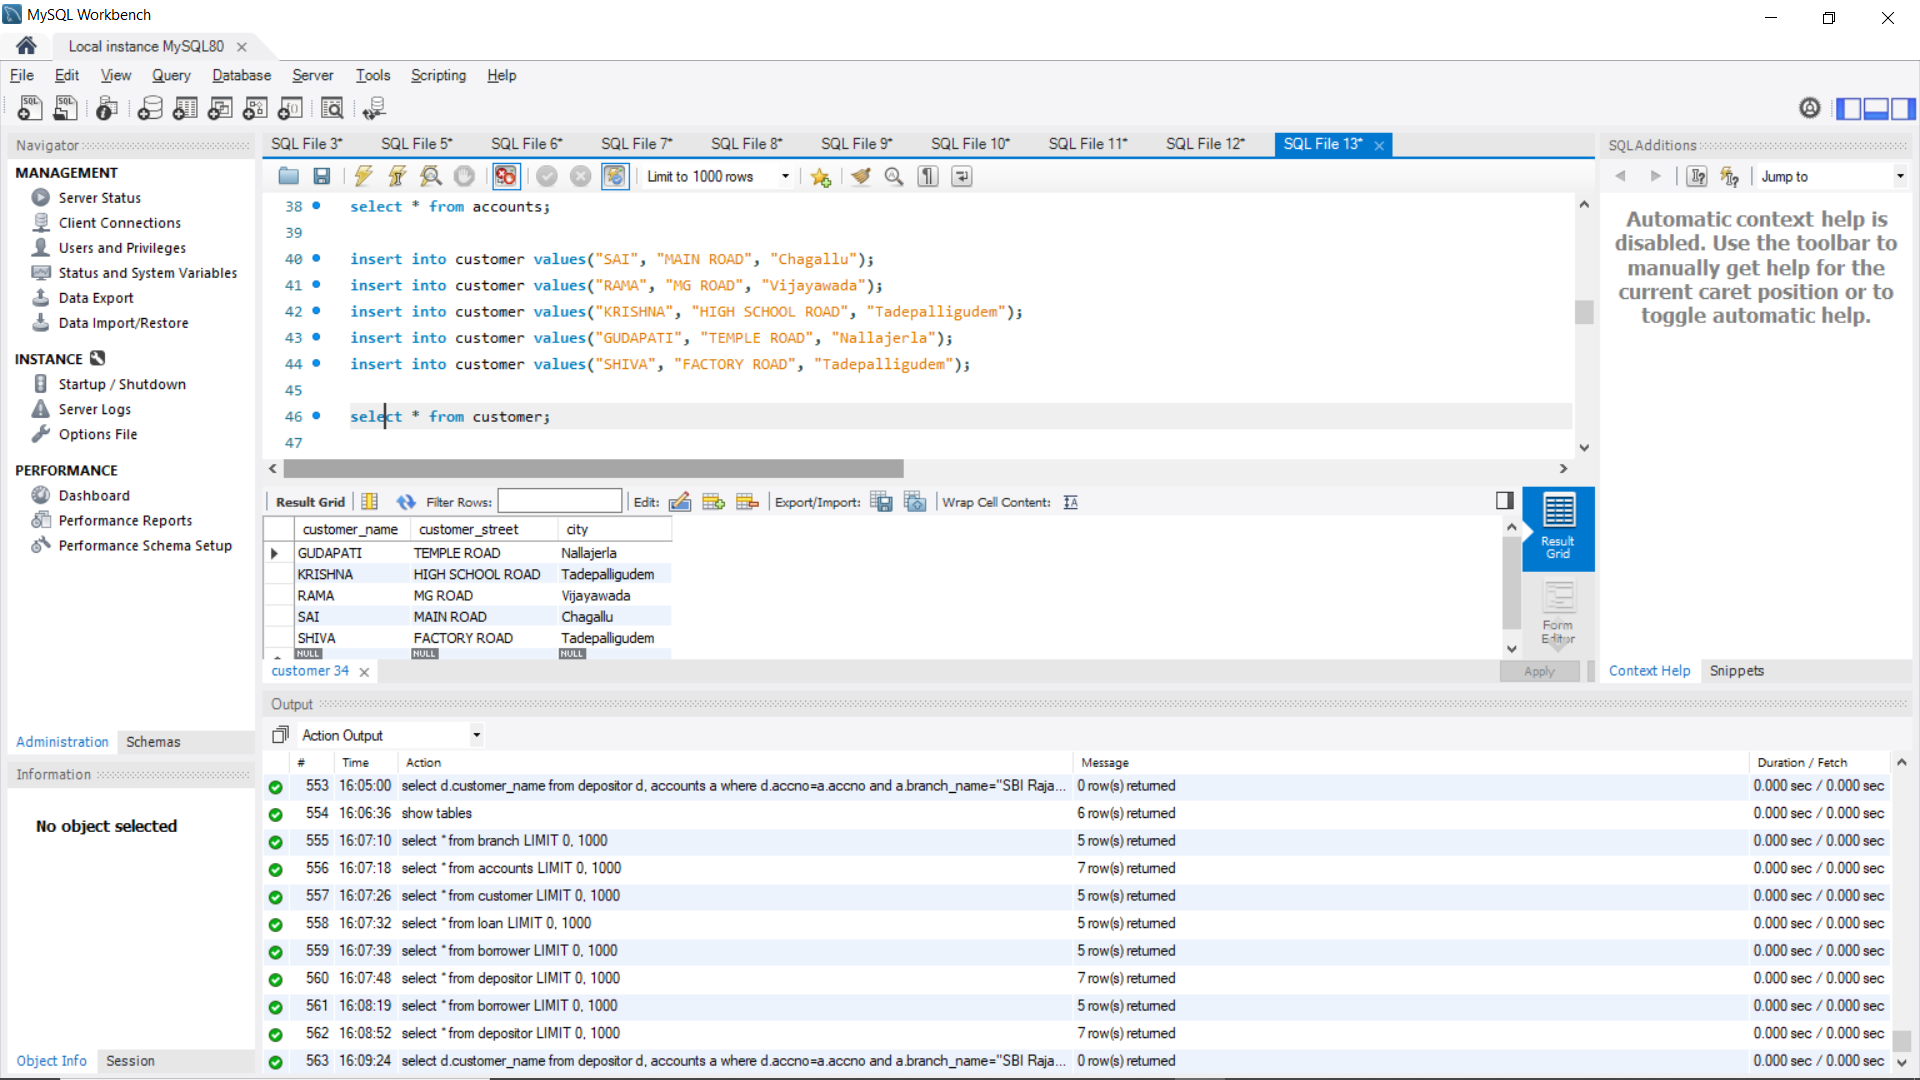 MySQL Workbench
Local instance MySQL80
File Edit View Query Database Server Tools Scripting Help
Navigator
MANAGEMENT
Server Status
Client Connections
Users and Privileges
Status and System Variables
Data Export
Data Import/Restore
INSTANCE
Startup / Shutdown
Server Logs
Options File
PERFORMANCE
Dashboard
Performance Reports
Performance Schema Setup
Administration Schemas
Information
No object selected
Object Info Session
SQL File 3* SQL File 5* SQL File 6* SQL File 7* SQL File 8* SQL File 9* SQL File 10* SQL File 11* SQL File 12* SQL File 13*
Limit to 1000 rows
38 select * from accounts;
39
40 insert into customer values("SAI", "MAIN ROAD", "Chagallu");
41 insert into customer values("RAMA", "MG ROAD", "Vijayawada");
42 insert into customer values("KRISHNA", "HIGH SCHOOL ROAD", "Tadepalligudem");
43 insert into customer values("GUDAPATI", "TEMPLE ROAD", "Nallajerla");
44 insert into customer values("SHIVA", "FACTORY ROAD", "Tadepalligudem");
45
46 select * from customer;
47
Result Grid Filter Rows: Edit: Export/Import: Wrap Cell Content:
customer_name customer_street city
GUDAPATI TEMPLE ROAD Nallajerla
KRISHNA HIGH SCHOOL ROAD Tadepalligudem
RAMA MG ROAD Vijayawada
SAI MAIN ROAD Chagallu
SHIVA FACTORY ROAD Tadepalligudem
NULL NULL NULL
Result
Grid
Form
Editor
customer 34
Apply
SQLAdditions
Jump to
Automatic context help is
disabled. Use the toolbar to
manually get help for the
current caret position or to
toggle automatic help.
Context Help Snippets
Output
Action Output
# Time Action Message Duration / Fetch
553 16:05:00 select d.customer_name from depositor d, accounts a where d.accno=a.accno and a.branch_name="SBI Raja... 0 row(s) returned 0.000 sec / 0.000 sec
554 16:06:36 show tables 6 row(s) returned 0.000 sec / 0.000 sec
555 16:07:10 select * from branch LIMIT 0, 1000 5 row(s) returned 0.000 sec / 0.000 sec
556 16:07:18 select * from accounts LIMIT 0, 1000 7 row(s) returned 0.000 sec / 0.000 sec
557 16:07:26 select * from customer LIMIT 0, 1000 5 row(s) returned 0.000 sec / 0.000 sec
558 16:07:32 select * from loan LIMIT 0, 1000 5 row(s) returned 0.000 sec / 0.000 sec
559 16:07:39 select * from borrower LIMIT 0, 1000 5 row(s) returned 0.000 sec / 0.000 sec
560 16:07:48 select * from depositor LIMIT 0, 1000 7 row(s) returned 0.000 sec / 0.000 sec
561 16:08:19 select * from borrower LIMIT 0, 1000 5 row(s) returned 0.000 sec / 0.000 sec
562 16:08:52 select * from depositor LIMIT 0, 1000 7 row(s) returned 0.000 sec / 0.000 sec
563 16:09:24 select d.customer_name from depositor d, accounts a where d.accno=a.accno and a.branch_name="SBI Raja... 0 row(s) returned 0.000 sec / 0.000 sec